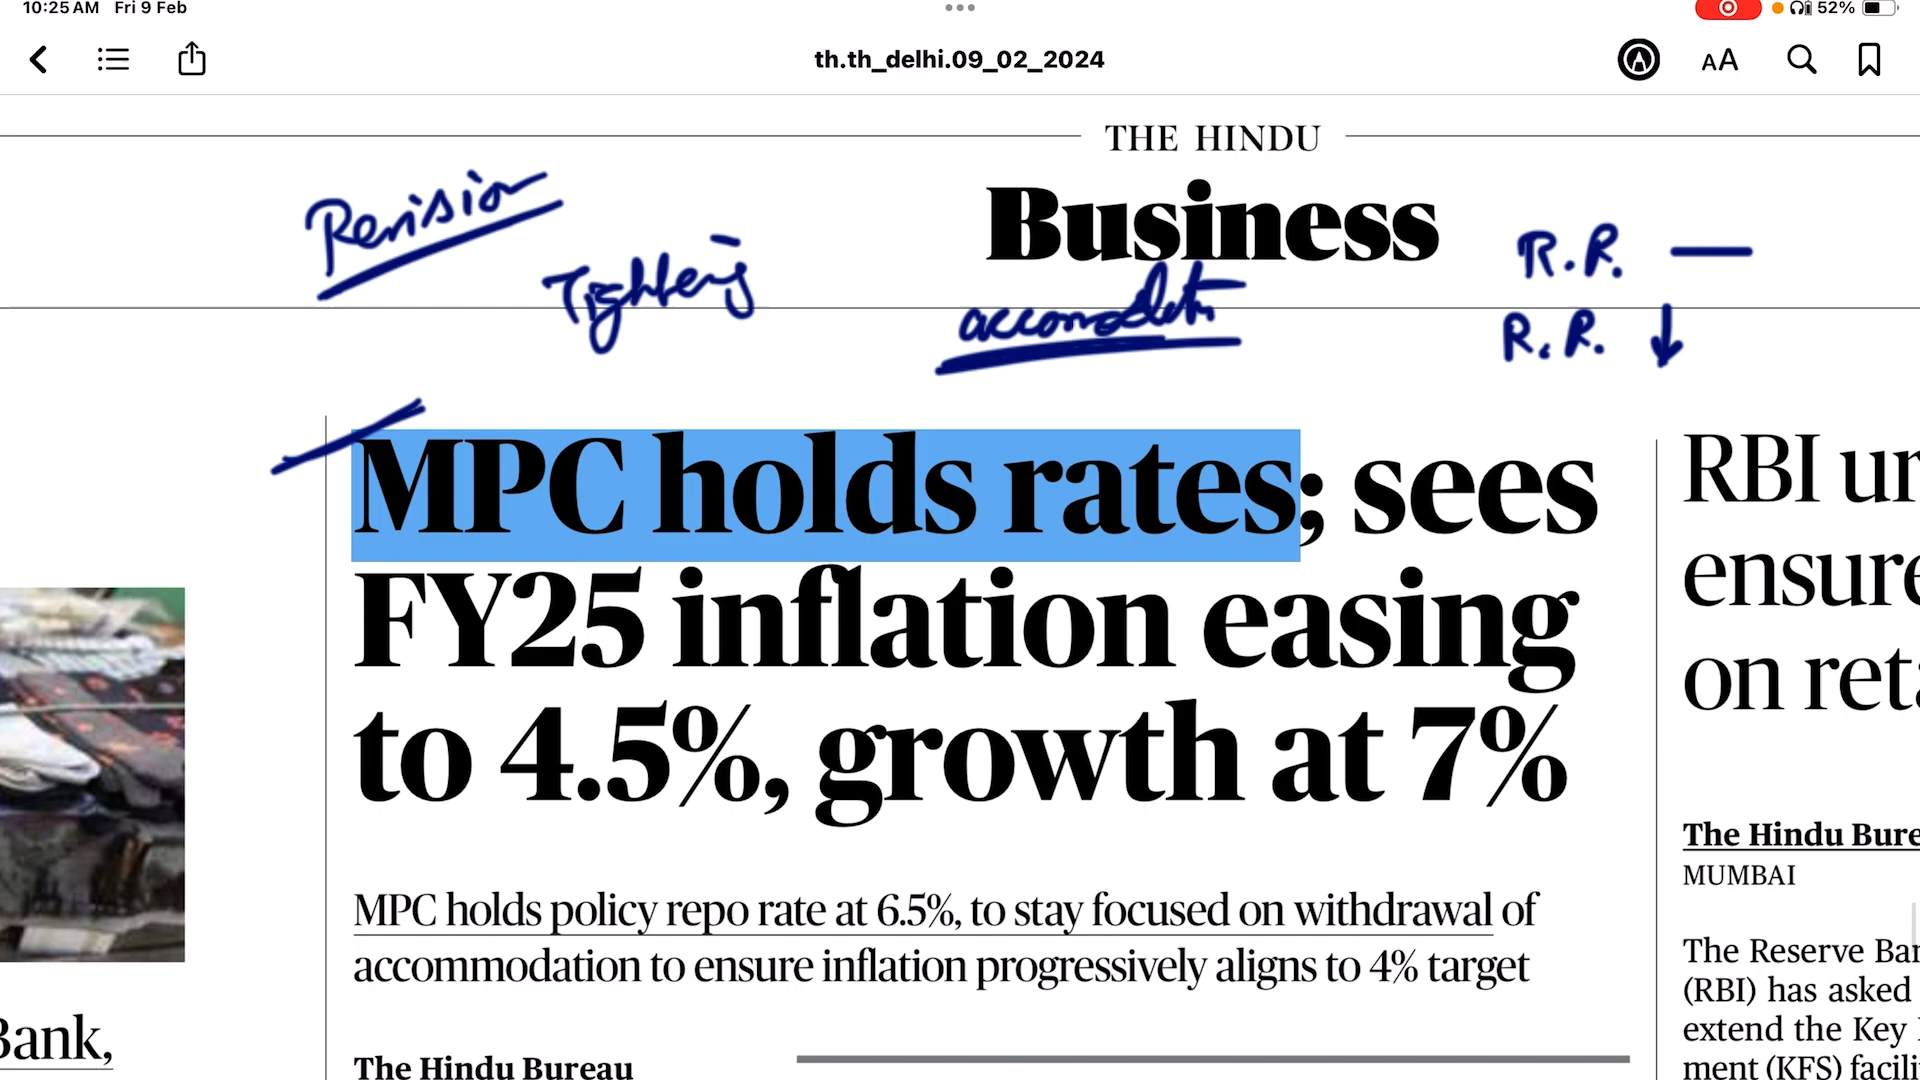 10:25 AM Fri 9 Feb
52%
th.th_delhi.09_02_2024
AA
THE HINDU
Business
Revision
Tightening
R.R. —
R.R. ↓
MPC holds rates; sees
FY25 inflation easing
to 4.5%, growth at 7%
MPC holds policy repo rate at 6.5%, to stay focused on withdrawal of
accommodation to ensure inflation progressively aligns to 4% target
The Hindu Bureau
Bank,
RBI ur
ensure
on reta
The Hindu Bure
MUMBAI
The Reserve Ban
(RBI) has asked
extend the Key
ment (KFS) facili